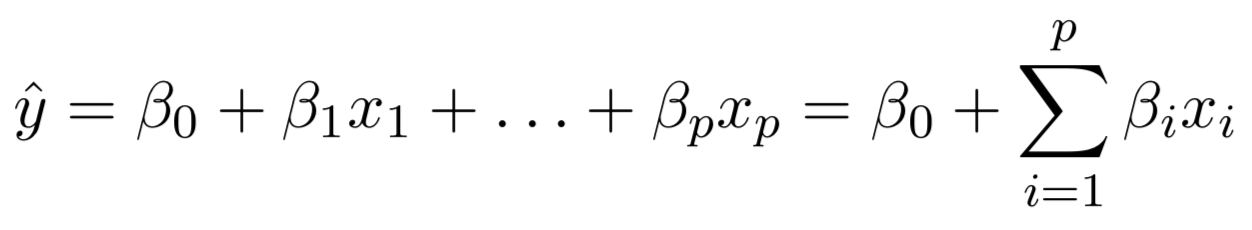 ŷ = β₀ + β₁x₁ + … + βₚxₚ = β₀ + ∑ᵢ₌₁ᵖ βᵢxᵢ